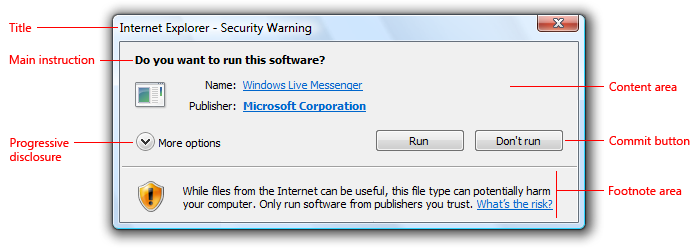 Title
Internet Explorer - Security Warning
Main instruction
Do you want to run this software?
Name: Windows Live Messenger
Content area
Publisher: Microsoft Corporation
Progressive
disclosure
More options
Run
Don't run
Commit button
While files from the Internet can be useful, this file type can potentially harm
your computer. Only run software from publishers you trust. What's the risk?
Footnote area